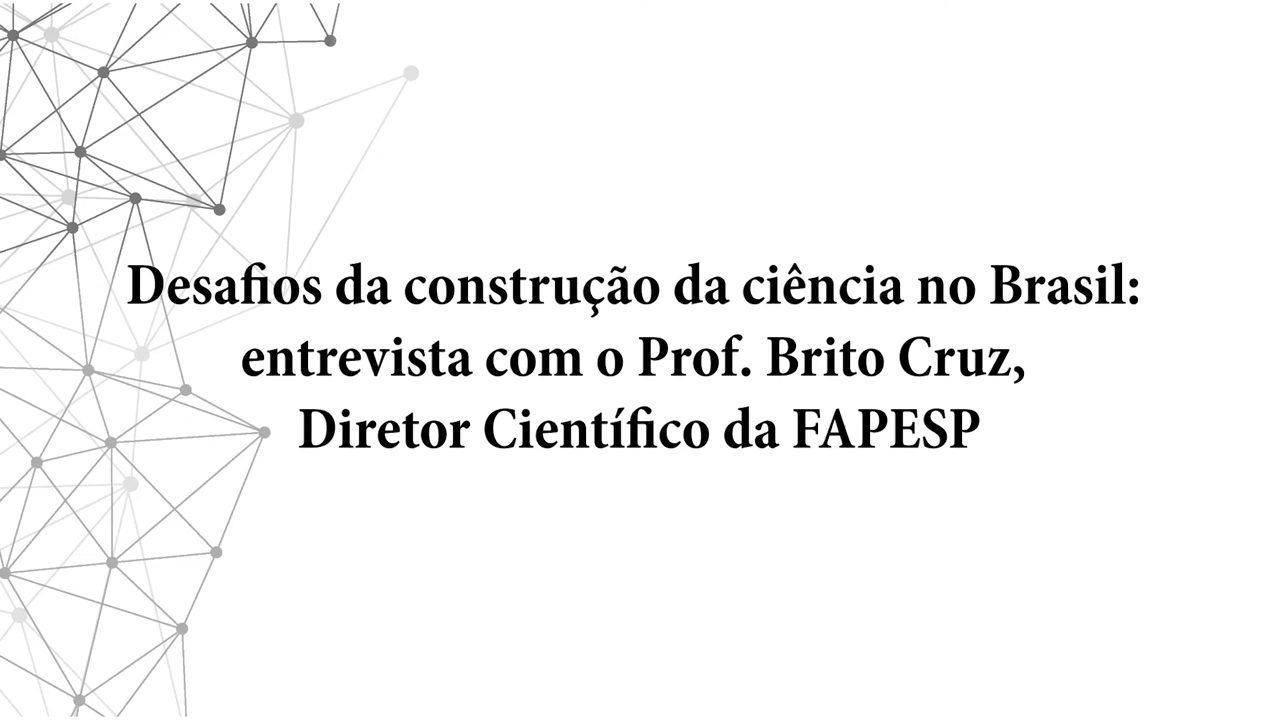 Desafios da construção da ciência no Brasil:
entrevista com o Prof. Brito Cruz,
Diretor Científico da FAPESP